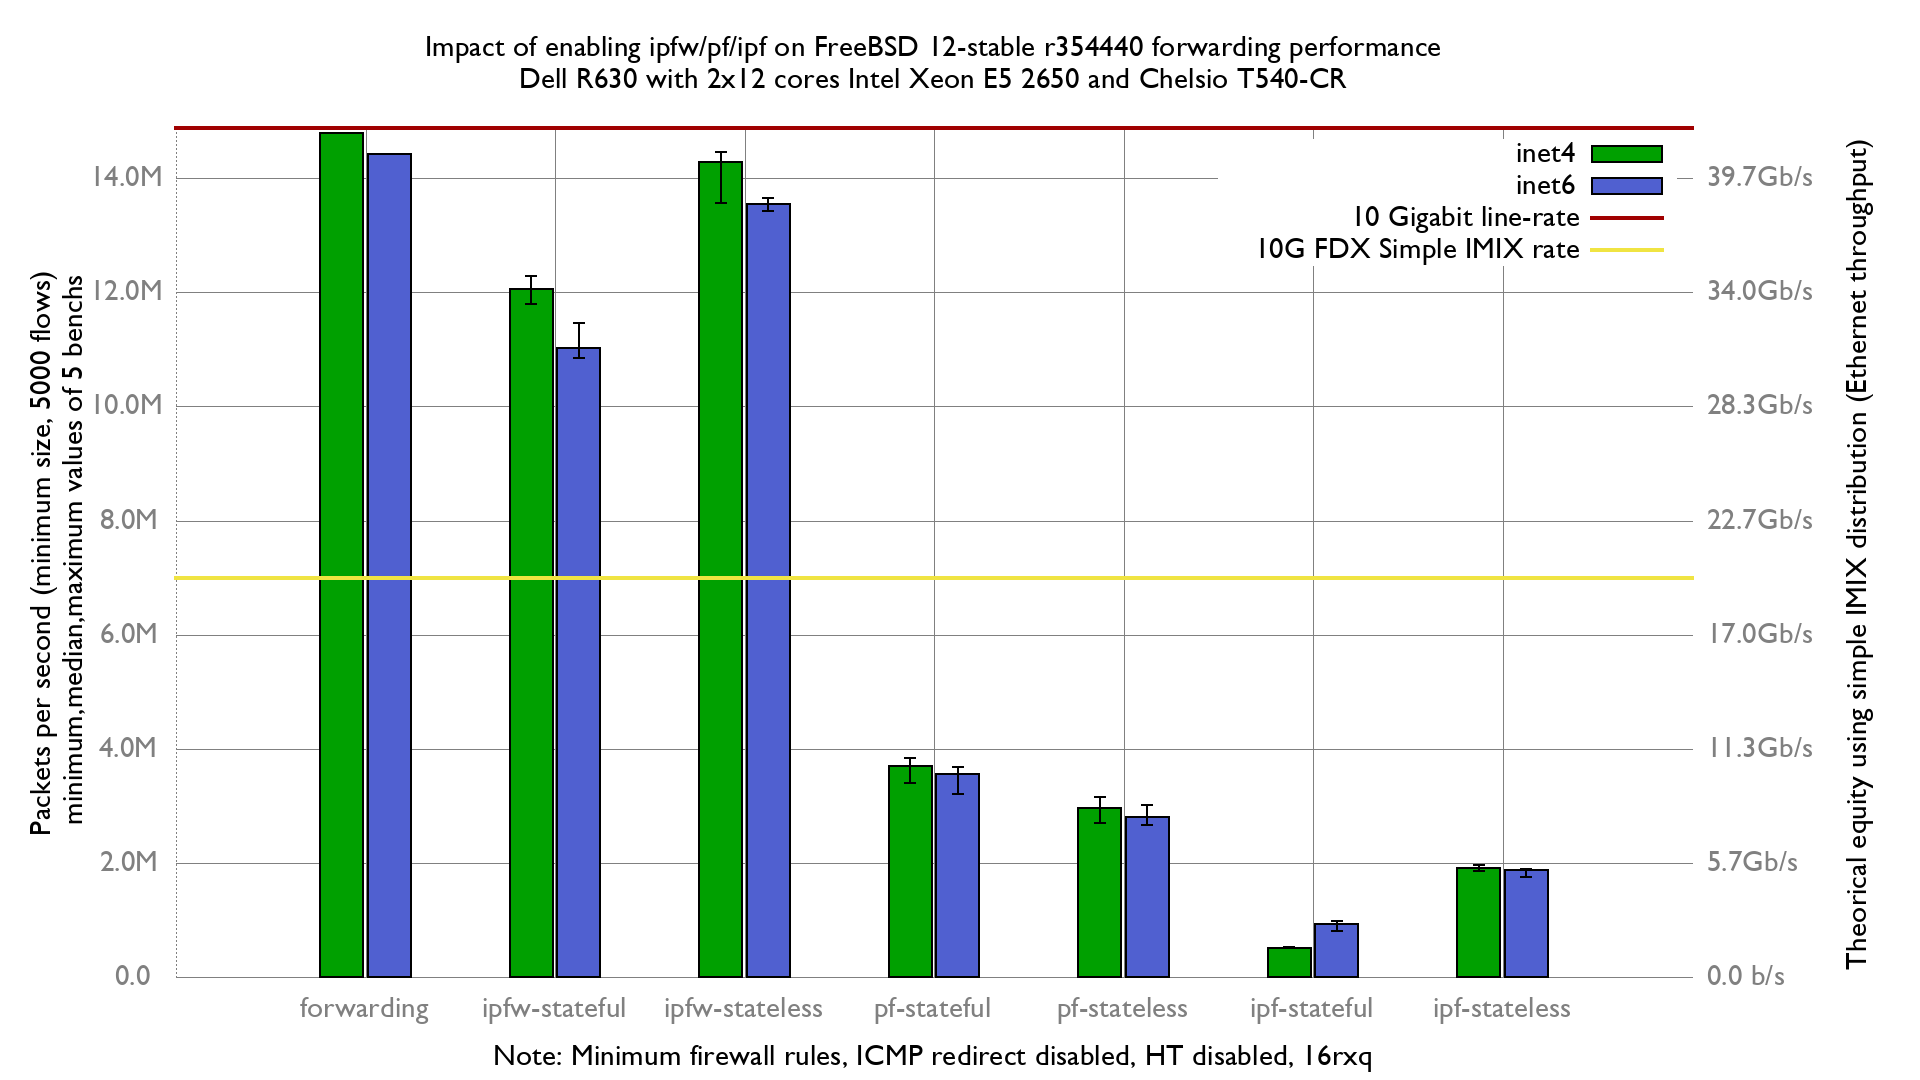 Impact of enabling ipfw/pf/ipf on FreeBSD 12-stable r354440 forwarding performance
Dell R630 with 2x12 cores Intel Xeon E5 2650 and Chelsio T540-CR
inet4
inet6
10 Gigabit line-rate
10G FDX Simple IMIX rate
Packets per second (minimum size, 5000 flows)
minimum,median,maximum values of 5 benchs
14.0M
12.0M
10.0M
8.0M
6.0M
4.0M
2.0M
0.0
39.7Gb/s
34.0Gb/s
28.3Gb/s
22.7Gb/s
17.0Gb/s
11.3Gb/s
5.7Gb/s
0.0 b/s
Theorical equity using simple IMIX distribution (Ethernet throughput)
forwarding
ipfw-stateful
ipfw-stateless
pf-stateful
pf-stateless
ipf-stateful
ipf-stateless
Note: Minimum firewall rules, ICMP redirect disabled, HT disabled, 16rxq